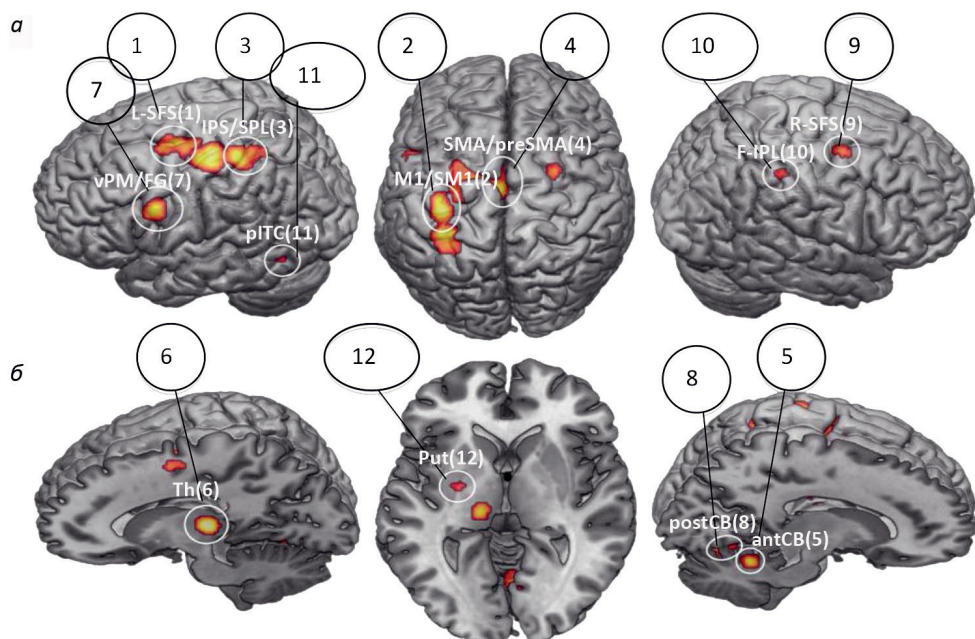 а
1
3
2
4
10
9
7
11
L-SFS(1)
IPS/SPL(3)
vPM/FG(7)
pITC(11)
SMA/preSMA(4)
M1/SM1(2)
R-SFS(9)
F-IPL(10)
б
6
12
8
5
Th(6)
Put(12)
postCB(8)
antCB(5)